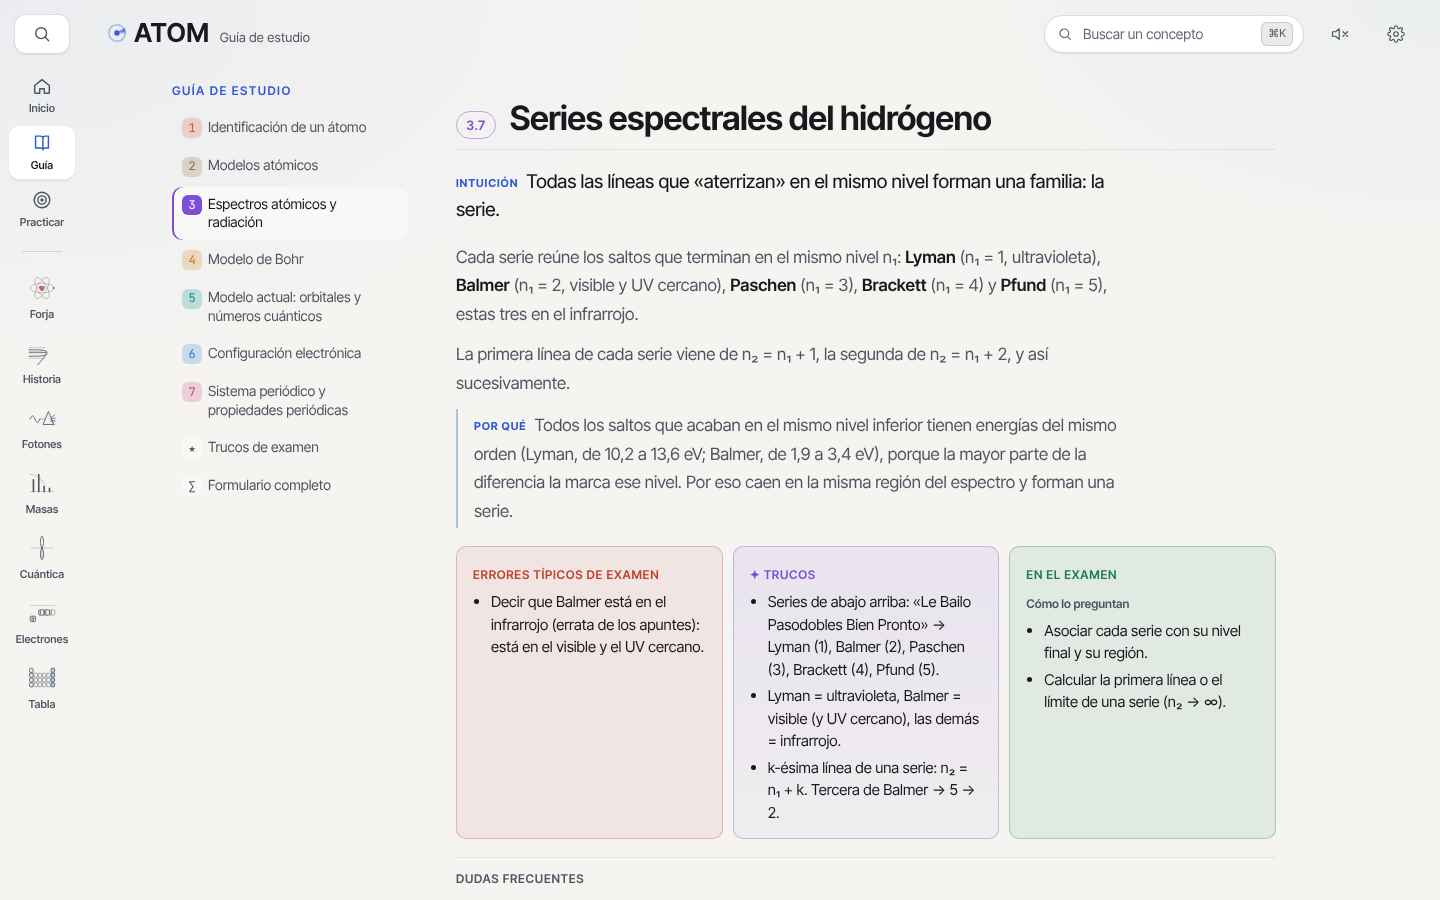 ATOM Guía de estudio
Buscar un concepto ⌘K
Inicio
Guía
Practicar
Forja
Historia
Fotones
Masas
Cuántica
Electrones
Tabla
GUÍA DE ESTUDIO
1 Identificación de un átomo
2 Modelos atómicos
3 Espectros atómicos y
radiación
4 Modelo de Bohr
5 Modelo actual: orbitales y
números cuánticos
6 Configuración electrónica
7 Sistema periódico y
propiedades periódicas
★ Trucos de examen
∑ Formulario completo
3.7 Series espectrales del hidrógeno
INTUICIÓN Todas las líneas que «aterrizan» en el mismo nivel forman una familia: la
serie.
Cada serie reúne los saltos que terminan en el mismo nivel n₁: Lyman (n₁ = 1, ultravioleta),
Balmer (n₁ = 2, visible y UV cercano), Paschen (n₁ = 3), Brackett (n₁ = 4) y Pfund (n₁ = 5),
estas tres en el infrarrojo.
La primera línea de cada serie viene de n₂ = n₁ + 1, la segunda de n₂ = n₁ + 2, y así
sucesivamente.
POR QUÉ Todos los saltos que acaban en el mismo nivel inferior tienen energías del mismo
orden (Lyman, de 10,2 a 13,6 eV; Balmer, de 1,9 a 3,4 eV), porque la mayor parte de la
diferencia la marca ese nivel. Por eso caen en la misma región del espectro y forman una
serie.
ERRORES TÍPICOS DE EXAMEN
• Decir que Balmer está en el
infrarrojo (errata de los apuntes):
está en el visible y el UV cercano.
✦ TRUCOS
• Series de abajo arriba: «Le Bailo
Pasodobles Bien Pronto» →
Lyman (1), Balmer (2), Paschen
(3), Brackett (4), Pfund (5).
• Lyman = ultravioleta, Balmer =
visible (y UV cercano), las demás
= infrarrojo.
• k-ésima línea de una serie: n₂ =
n₁ + k. Tercera de Balmer → 5 →
2.
EN EL EXAMEN
Cómo lo preguntan
• Asociar cada serie con su nivel
final y su región.
• Calcular la primera línea o el
límite de una serie (n₂ → ∞).
DUDAS FRECUENTES